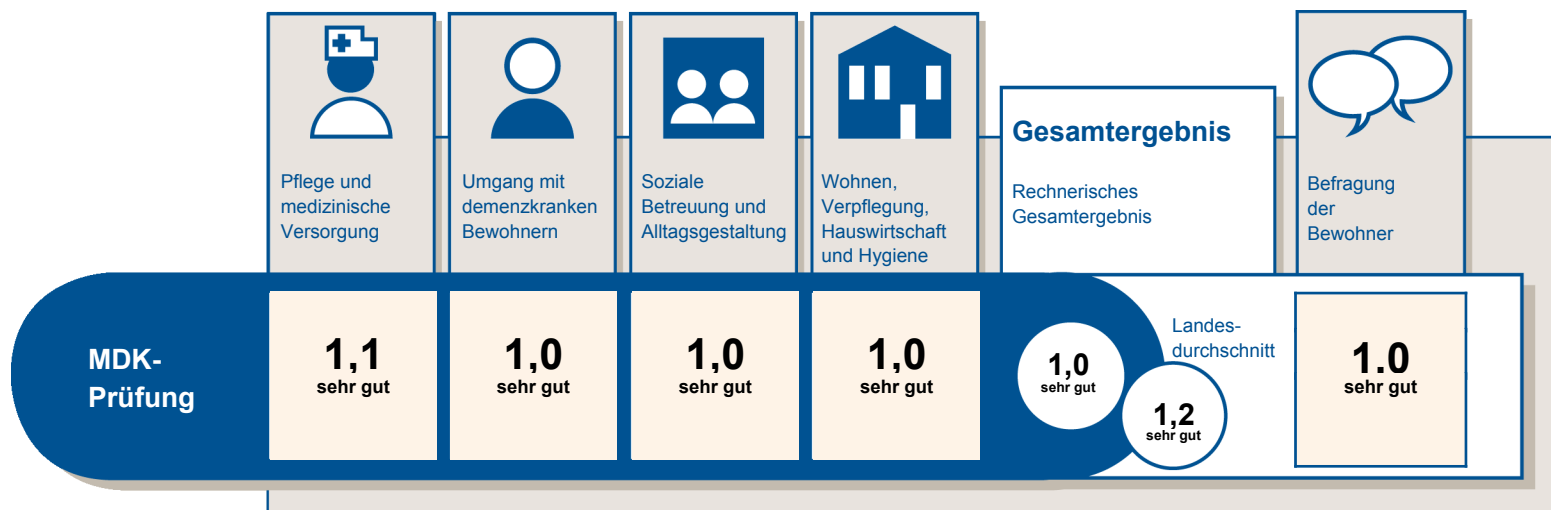 Pflege und
medizinische
Versorgung
Umgang mit
demenzkranken
Bewohnern
Soziale
Betreuung und
Alltagsgestaltung
Wohnen,
Verpflegung,
Hauswirtschaft
und Hygiene
Gesamtergebnis
Rechnerisches
Gesamtergebnis
Befragung
der
Bewohner
MDK-
Prüfung
1,1
sehr gut
1,0
sehr gut
1,0
sehr gut
1,0
sehr gut
1,0
sehr gut
Landes-
durchschnitt
1,2
sehr gut
1.0
sehr gut